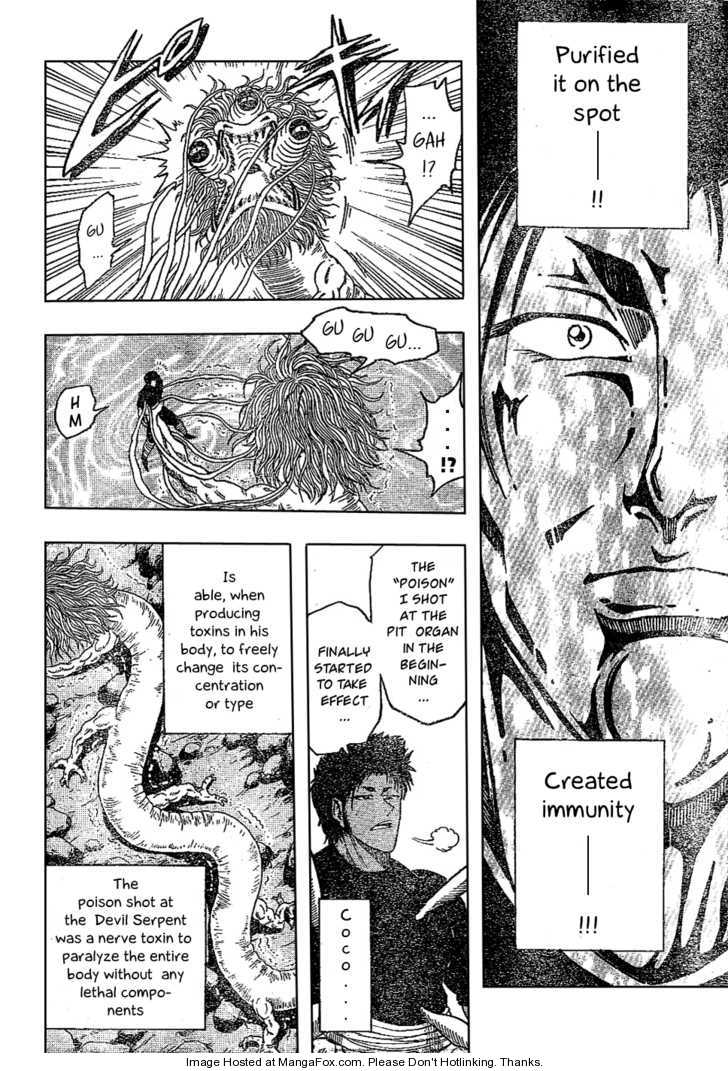 Purified
it on the
spot
—
!!
Created
immunity
—
!!!
ピキッ
...
GAH
!?
GU
...
GU GU GU...
...
!?
H
M
THE
"POISON"
I SHOT
AT THE
PIT ORGAN
IN THE
BEGIN-
NING
...
FINALLY
STARTED
TO TAKE
EFFECT
...
Coco...
Is
able, when
producing
toxins in his
body, to freely
change its con-
centration
or type
The
poison shot at
the Devil Serpent
was a nerve toxin to
paralyze the entire
body without any
lethal compo-
nents
Image Hosted at MangaFox.com. Please Don't Hotlinking. Thanks.